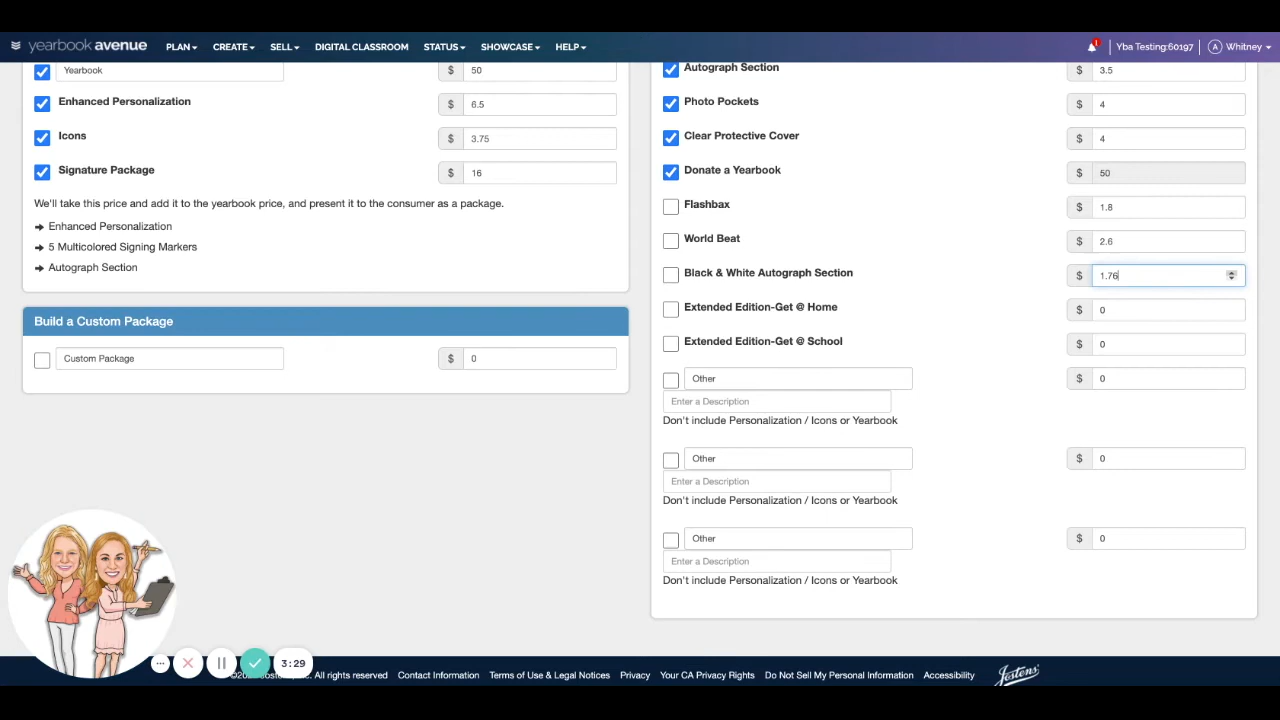 yearbook avenue PLAN CREATE SELL DIGITAL CLASSROOM STATUS SHOWCASE HELP 1 Yba Testing:60197 A Whitney
Yearbook $ 50
Enhanced Personalization $ 6.5
Icons $ 3.75
Signature Package $ 16
We'll take this price and add it to the yearbook price, and present it to the consumer as a package.
Enhanced Personalization
5 Multicolored Signing Markers
Autograph Section
Build a Custom Package
Custom Package $ 0
Autograph Section $ 3.5
Photo Pockets $ 4
Clear Protective Cover $ 4
Donate a Yearbook $ 50
Flashbax $ 1.8
World Beat $ 2.6
Black & White Autograph Section $ 1.76
Extended Edition-Get @ Home $ 0
Extended Edition-Get @ School $ 0
Other $ 0
Enter a Description
Don't include Personalization / Icons or Yearbook
Other $ 0
Enter a Description
Don't include Personalization / Icons or Yearbook
Other $ 0
Enter a Description
Don't include Personalization / Icons or Yearbook
3:29
All rights reserved Contact Information Terms of Use & Legal Notices Privacy Your CA Privacy Rights Do Not Sell My Personal Information Accessibility Jostens